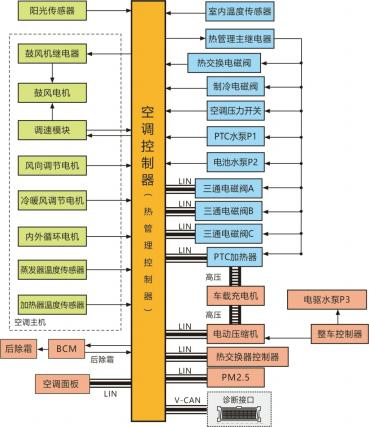 阳光传感器
鼓风机继电器
鼓风电机
调速模块
风向调节电机
冷暖风调节电机
内外循环电机
蒸发器温度传感器
加热器温度传感器
空调主机
后除霜
BCM
后除霜
空调面板
LIN
空调控制器（热管理控制器）
室内温度传感器
热管理主继电器
热交换电磁阀
制冷电磁阀
空调压力开关
PTC水泵P1
电池水泵P2
LIN
三通电磁阀A
LIN
三通电磁阀B
LIN
三通电磁阀C
LIN
PTC加热器
高压
车载充电机
高压
电驱水泵P3
LIN
电动压缩机
整车控制器
LIN
热交换器控制器
LIN
PM2.5
V-CAN
诊断接口